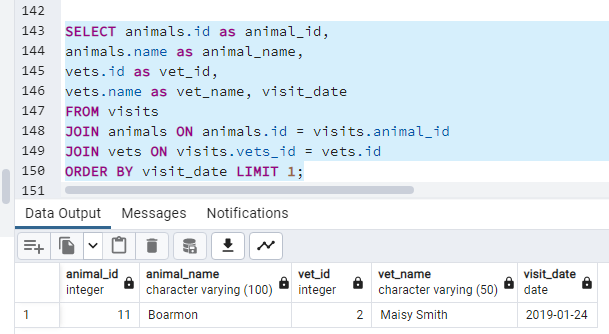 142
143 SELECT animals.id as animal_id,
144 animals.name as animal_name,
145 vets.id as vet_id,
146 vets.name as vet_name, visit_date
147 FROM visits
148 JOIN animals ON animals.id = visits.animal_id
149 JOIN vets ON visits.vets_id = vets.id
150 ORDER BY visit_date LIMIT 1;
151
Data Output Messages Notifications
animal_id animal_name vet_id vet_name visit_date
integer character varying (100) integer character varying (50) date
1 11 Boarmon 2 Maisy Smith 2019-01-24